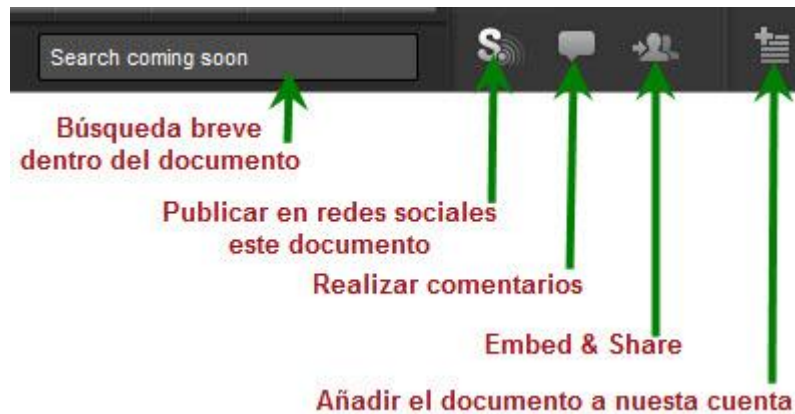 Search coming soon
S
Búsqueda breve
dentro del documento
Publicar en redes sociales
este documento
Realizar comentarios
Embed & Share
Añadir el documento a nuesta cuenta